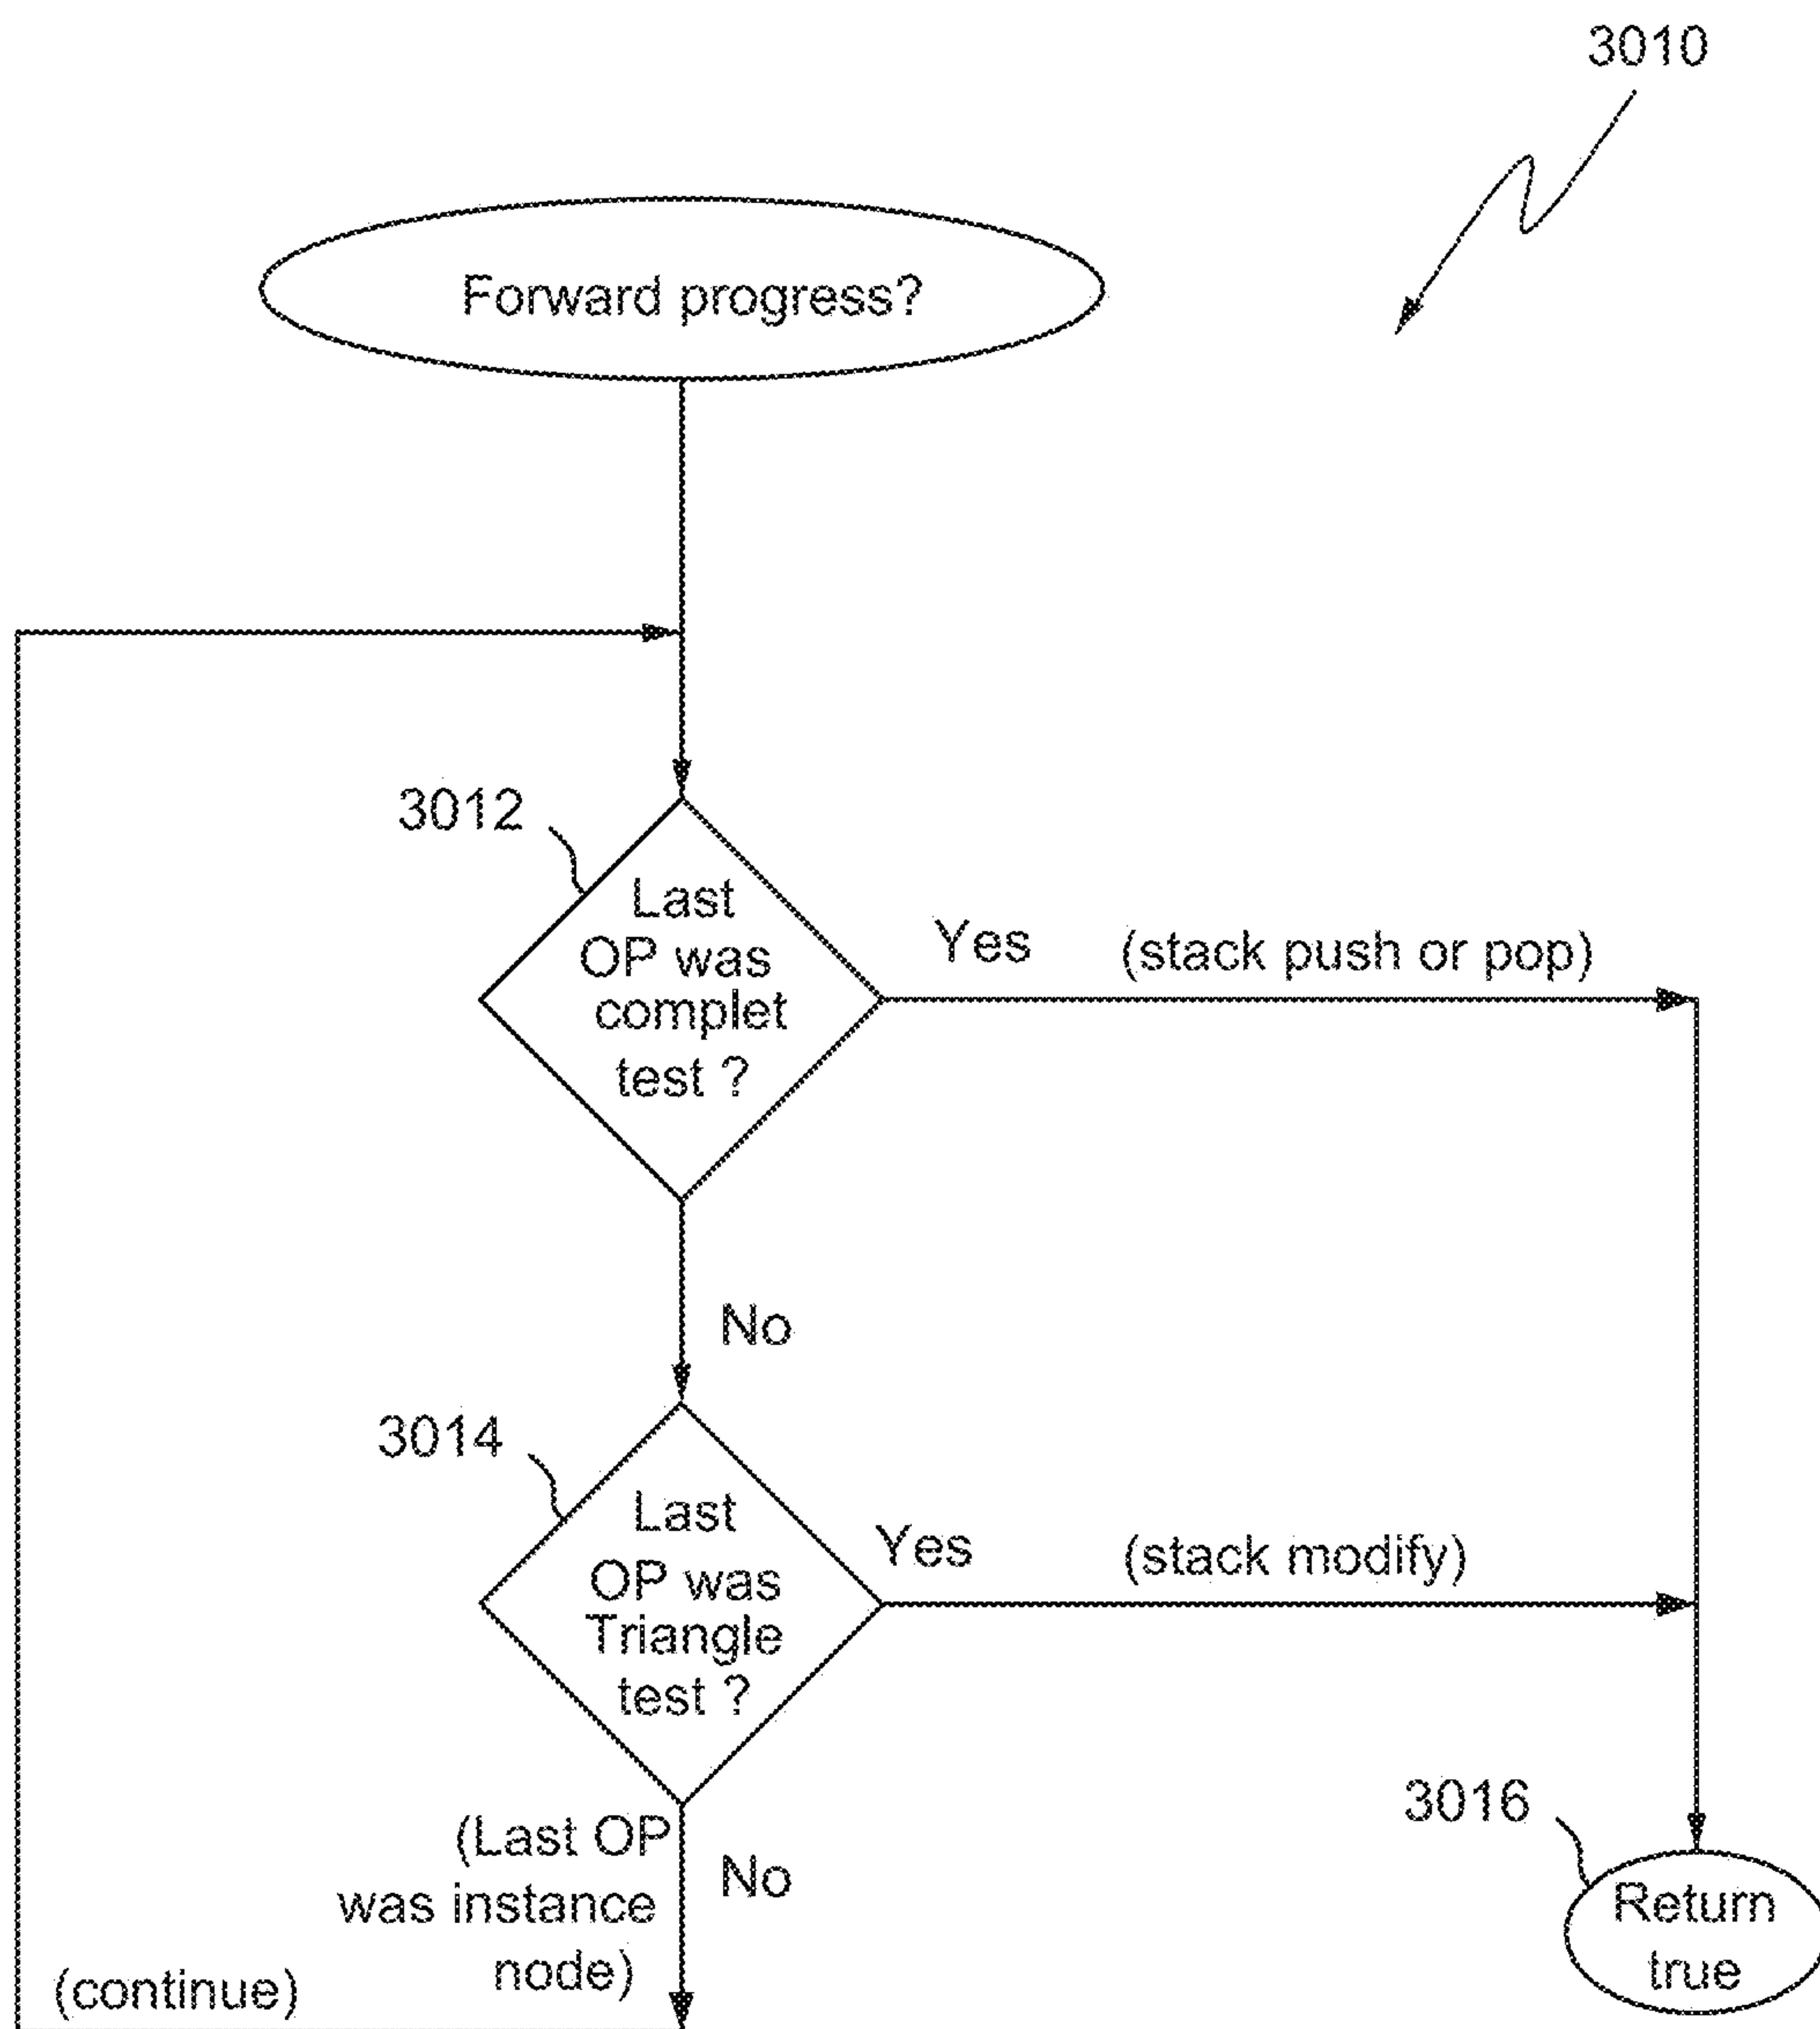 3010
Forward progress?
3012
Last
OP was
complet
test ?
Yes
(stack push or pop)
No
3014
Last
OP was
Triangle
test ?
Yes
(stack modify)
3016
Return
true
(Last OP
was instance
node)
No
(continue)